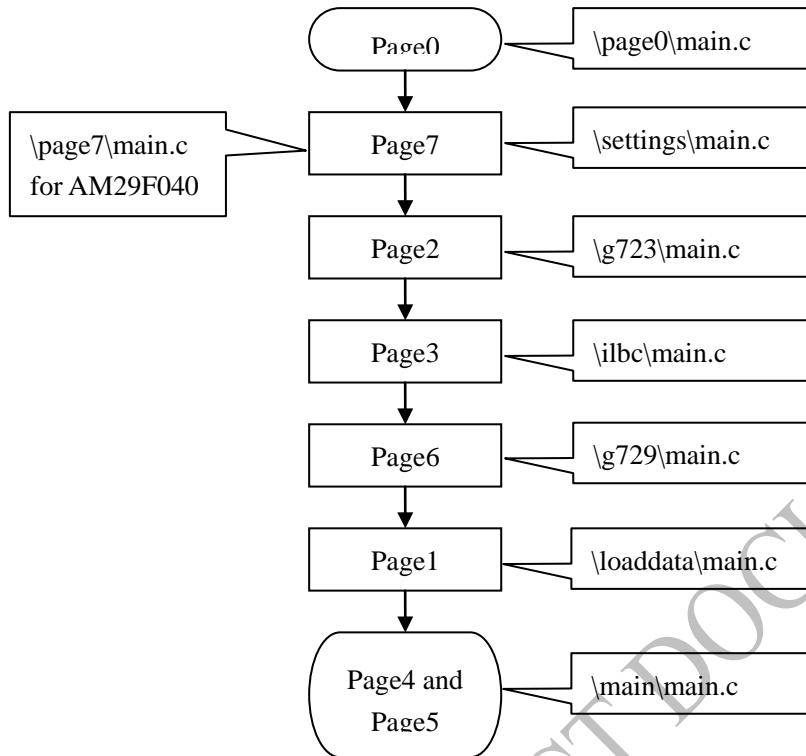 Page0
\page0\main.c
\page7\main.c
for AM29F040
Page7
\settings\main.c
Page2
\g723\main.c
Page3
\ilbc\main.c
Page6
\g729\main.c
Page1
\loaddata\main.c
Page4 and
Page5
\main\main.c